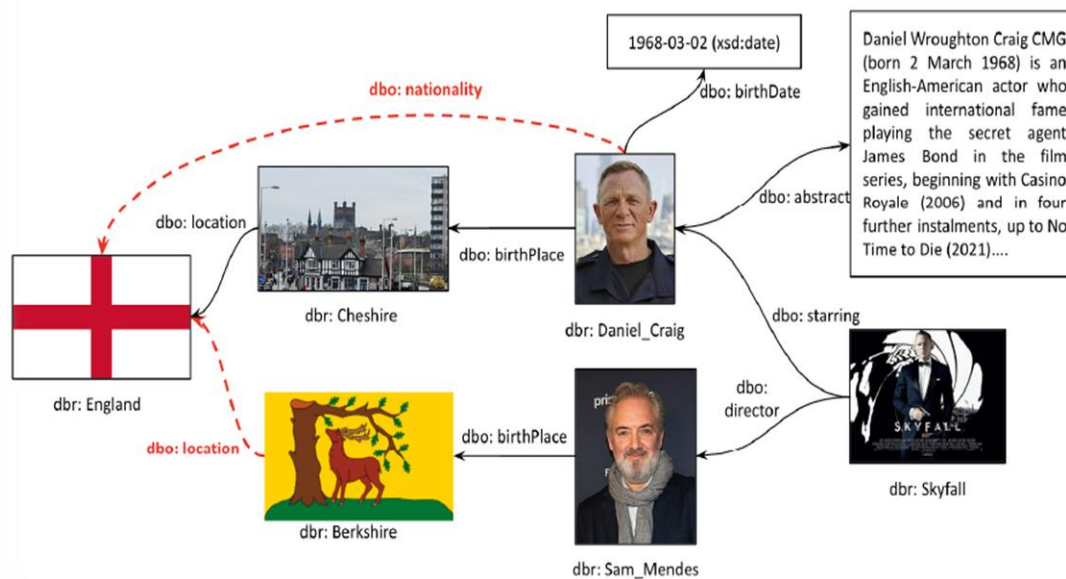 1968-03-02 (xsd:date)
Daniel Wroughton Craig CMG
(born 2 March 1968) is an
English-American actor who
gained international fame
playing the secret agent
James Bond in the film
series, beginning with Casino
Royale (2006) and in four
further instalments, up to No
Time to Die (2021)....
dbo: nationality
dbo: birthDate
dbo: abstract
dbo: location
dbo: birthPlace
dbr: Cheshire
dbr: Daniel_Craig
dbo: starring
dbr: England
dbo:
director
SKYFALL
dbr: Skyfall
prim
dbo: location
dbo: birthPlace
dbr: Berkshire
dbr: Sam_Mendes